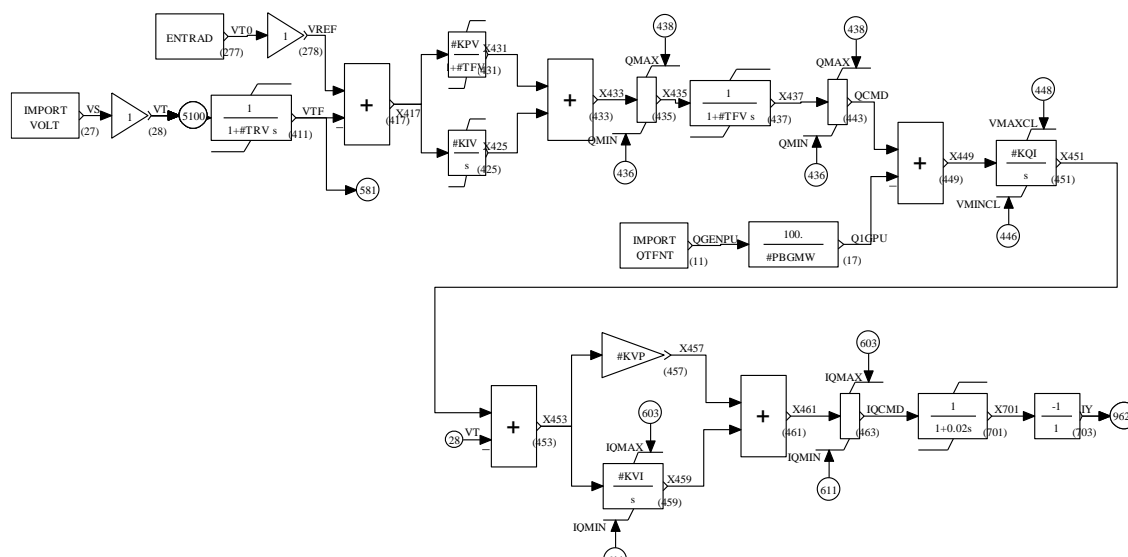 438
438
ENTRAD
VT0
(277)
1
VREF
(278)
#KPV
1+#TFV
X431
(431)
QMAX
QMAX
448
IMPORT
VOLT
VS
(27)
1
VT
(28)
5100
1
1+#TRV s
VTF
(411)
+
X417
(417)
+
X433
(433)
X435
(435)
1
1+#TFV s
X437
(437)
QCMD
(443)
VMAXCL
#KIV
s
X425
(425)
QMIN
436
QMIN
436
+
X449
(449)
#KQI
s
X451
(451)
581
VMINCL
446
IMPORT
QTFNT
QGENPU
(11)
100.
#PBGMW
Q1GPU
(17)
#KVP
X457
(457)
603
603
IQMAX
28
VT
+
X453
(453)
+
X461
(461)
IQCMD
(463)
1
1+0.02s
X701
(701)
-1
1
IY
(703)
962
IQMAX
#KVI
s
X459
(459)
IQMIN
611
IQMIN